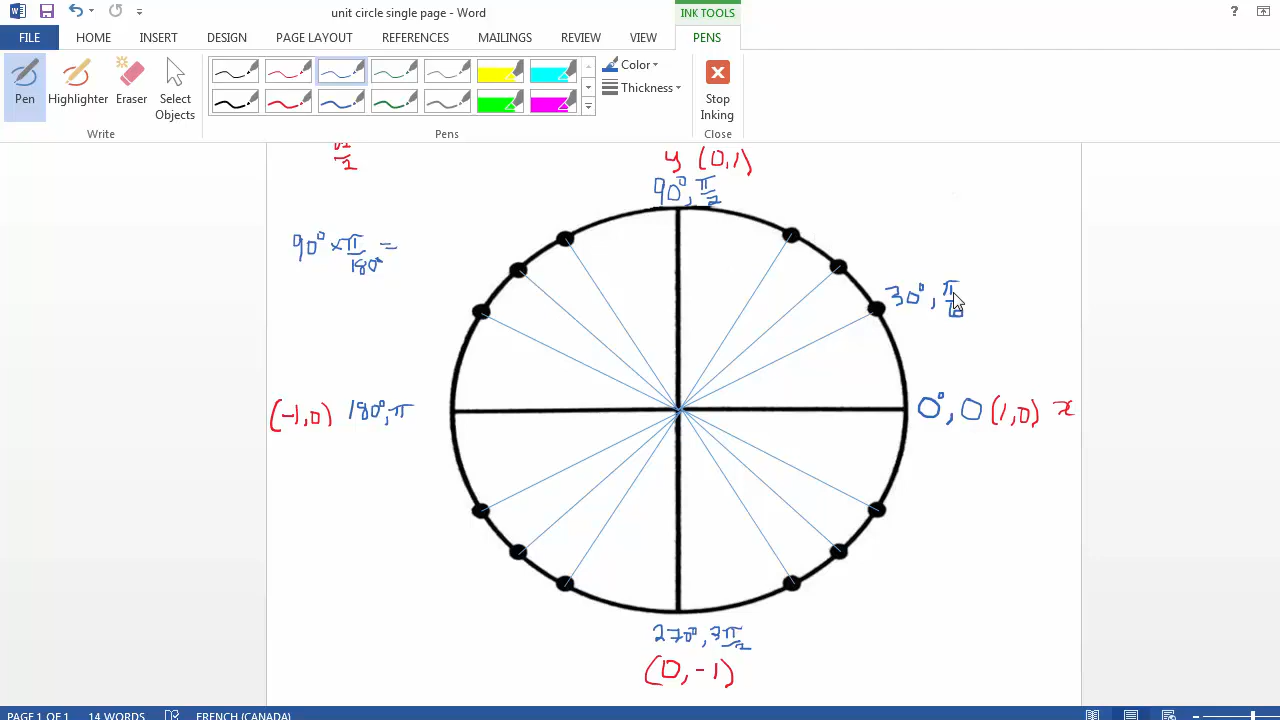 unit circle single page - Word
INK TOOLS
FILE HOME INSERT DESIGN PAGE LAYOUT REFERENCES MAILINGS REVIEW VIEW PENS
Pen Highlighter Eraser Select Objects
Color
Thickness
Stop Inking
Write Pens Close
2
y (0,1)
90°, π/2
90° × π/180° =
30°, π/6
(-1,0) 180°, π
0°, 0 (1,0) x
270°, 3π/2
(0,-1)
PAGE 1 OF 1 14 WORDS FRENCH (CANADA)